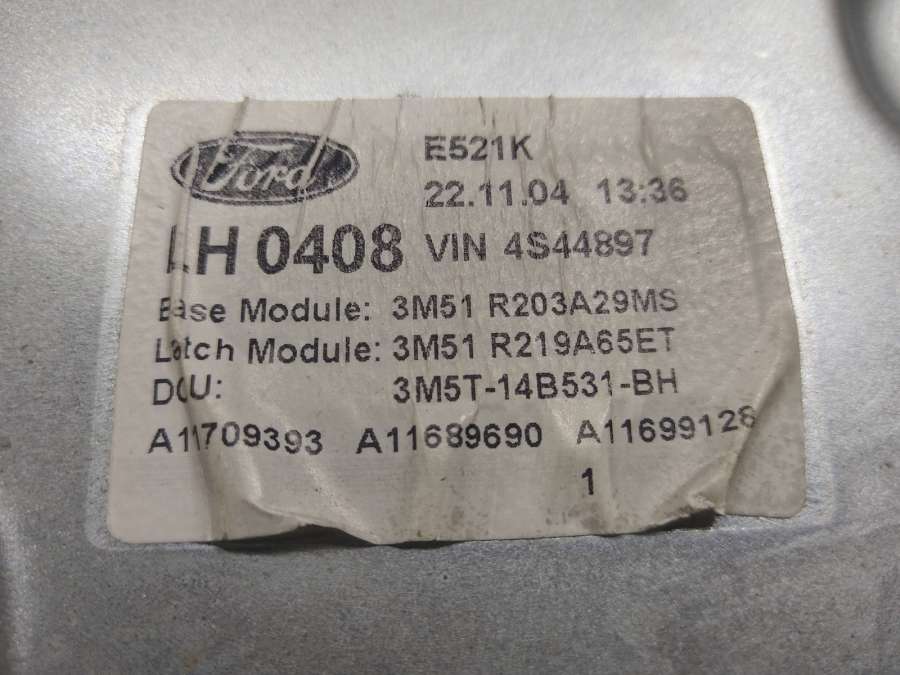 Ford
E521K
22.11.04 13:36
LH 0408 VIN 4S44897
Base Module: 3M51 R203A29MS
Latch Module: 3M51 R219A65ET
DCU: 3M5T-14B531-BH
A11709393 A11689690 A11699128
1